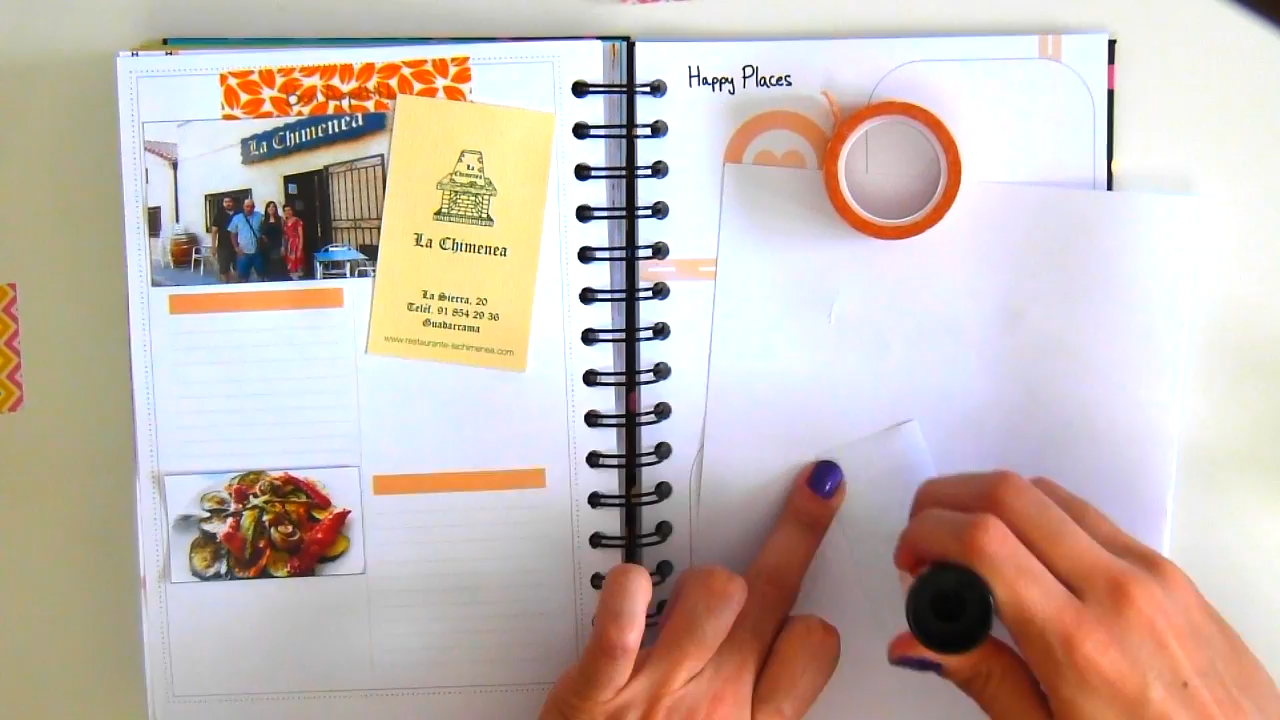 La Chimenea
La
Chimenea
La Chimenea
La Sierra, 20
Teléf. 91 854 29 36
Guadarrama
www.restaurante-lachimenea.com
Happy Places